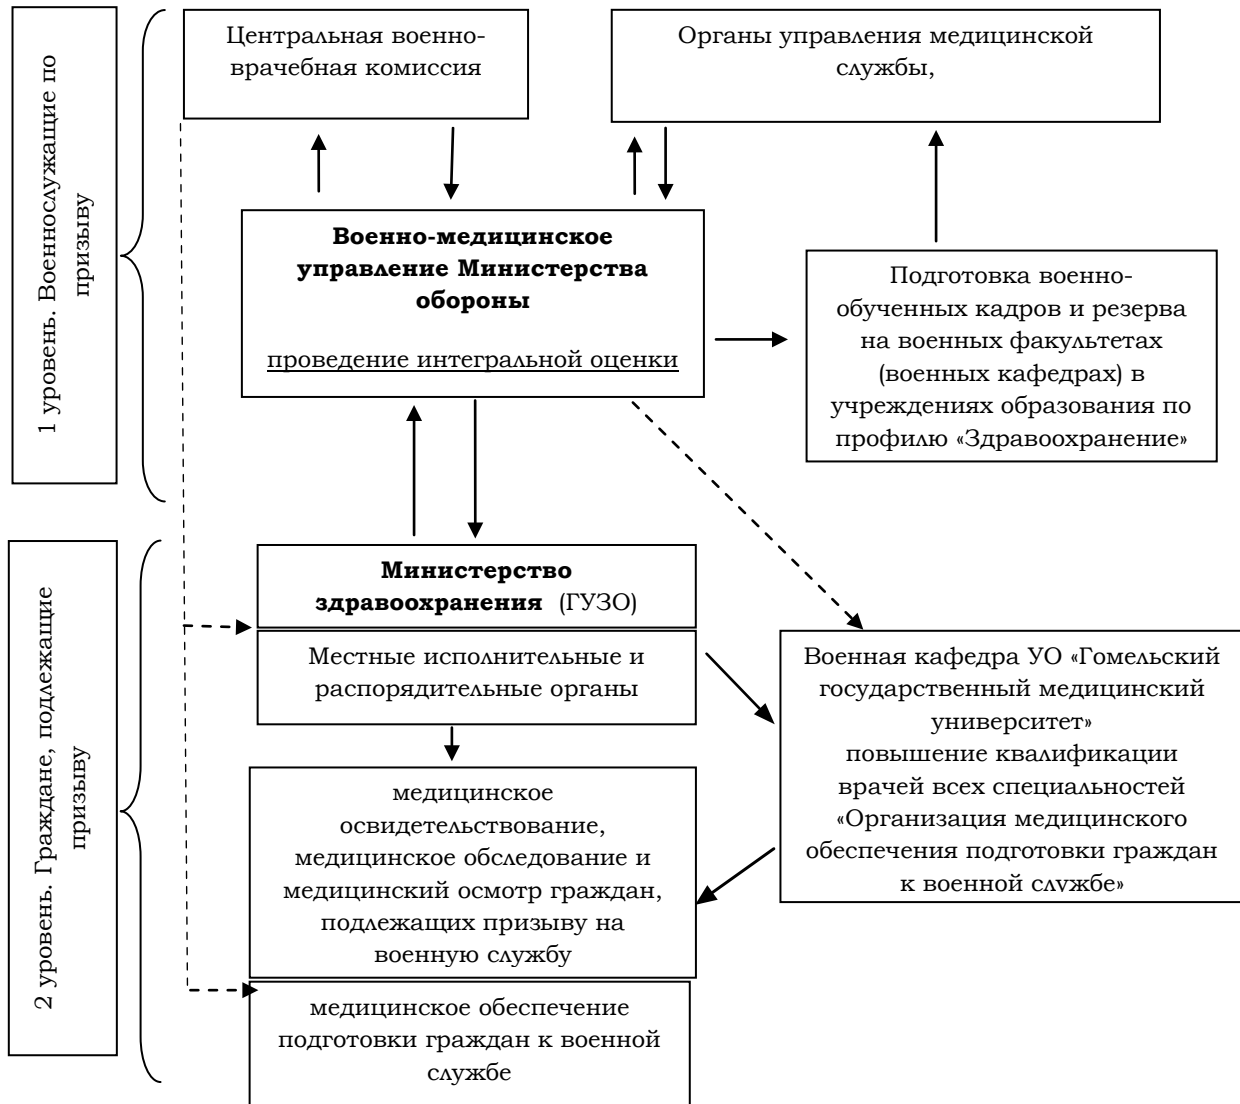 1 уровень. Военнослужащие по
призыву
Центральная военно-
врачебная комиссия
Органы управления медицинской
службы,
Военно-медицинское
управление Министерства
обороны
проведение интегральной оценки
Подготовка военно-
обученных кадров и резерва
на военных факультетах
(военных кафедрах) в
учреждениях образования по
профилю «Здравоохранение»
2 уровень. Граждане, подлежащие
призыву
Министерство
здравоохранения (ГУЗО)
Местные исполнительные и
распорядительные органы
Военная кафедра УО «Гомельский
государственный медицинский
университет»
повышение квалификации
врачей всех специальностей
«Организация медицинского
обеспечения подготовки граждан
к военной службе»
медицинское
освидетельствование,
медицинское обследование и
медицинский осмотр граждан,
подлежащих призыву на
военную службу
медицинское обеспечение
подготовки граждан к военной
службе